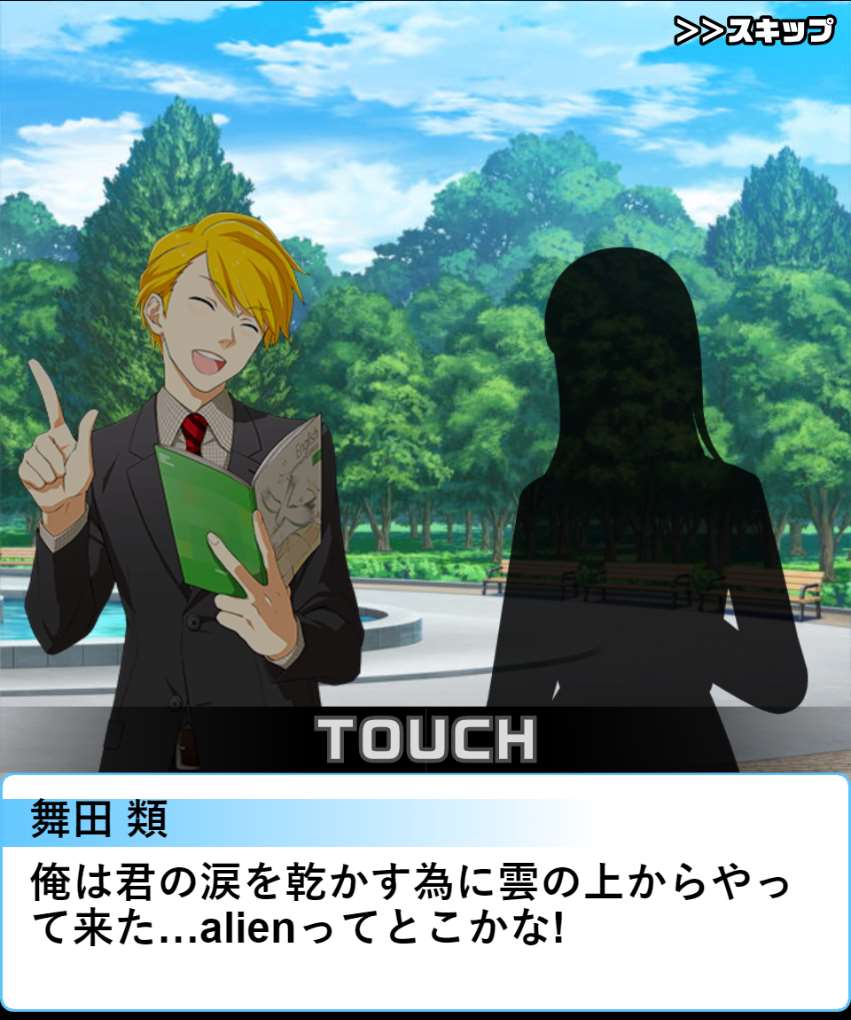 >>スキップ
English
TOUCH
舞田 類
俺は君の涙を乾かす為に雲の上からやっ
て来た…alienってとこかな!